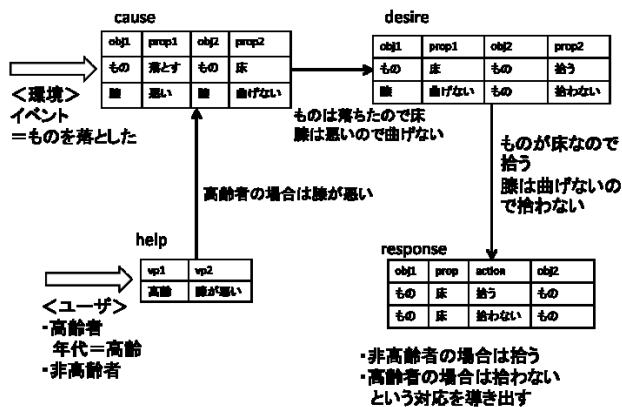 cause
obj1 prop1 obj2 prop2
もの 落とす もの 床
膝 悪い 膝 曲げない
desire
obj1 prop1 obj2 prop2
もの 床 もの 拾う
膝 曲げない もの 拾わない
＜環境＞
イベント
＝ものを落とした
ものは落ちたので床
膝は悪いので曲げない
ものが床なので
拾う
膝は曲げないの
で拾わない
高齢者の場合は膝が悪い
help
vp1 vp2
高齢 膝が悪い
＜ユーザ＞
・高齢者
年代＝高齢
・非高齢者
response
obj1 prop action obj2
もの 床 拾う もの
もの 床 拾わない もの
・非高齢者の場合は拾う
・高齢者の場合は拾わない
という対応を導き出す